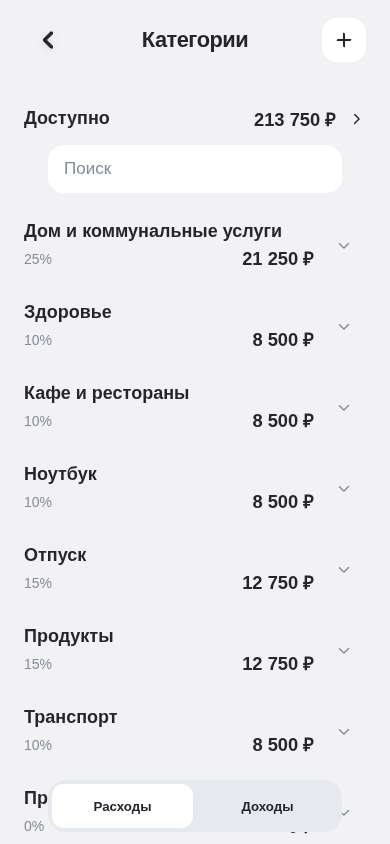 Категории
Доступно
213 750 ₽
Поиск
Дом и коммунальные услуги
25%
21 250 ₽
Здоровье
10%
8 500 ₽
Кафе и рестораны
10%
8 500 ₽
Ноутбук
10%
8 500 ₽
Отпуск
15%
12 750 ₽
Продукты
15%
12 750 ₽
Транспорт
10%
8 500 ₽
Пр
0%
Расходы
Доходы